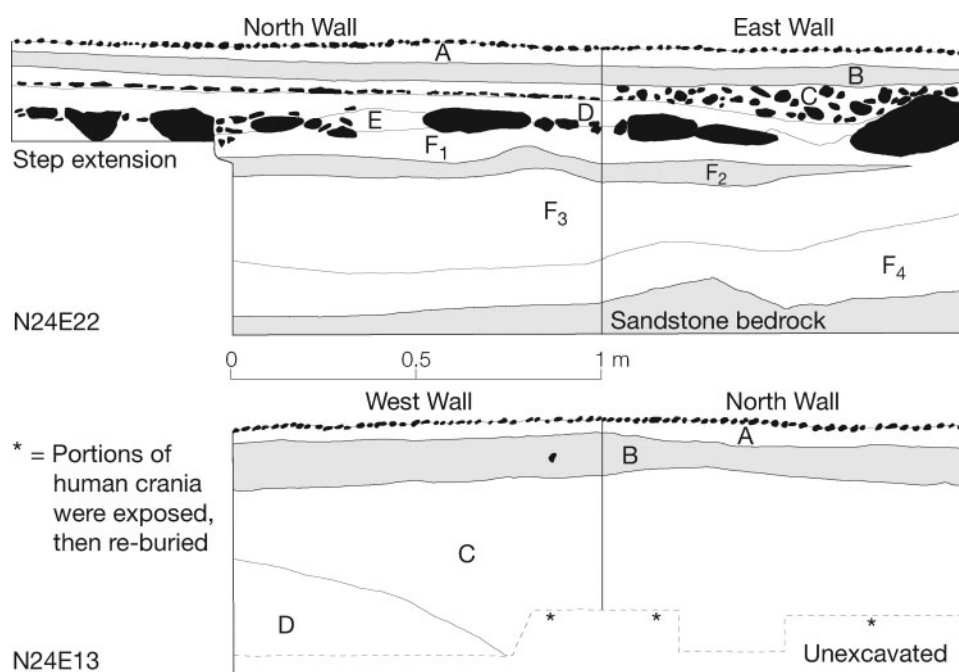 North Wall
East Wall
A
B
C
D
E
F₁
Step extension
F₂
F₃
F₄
N24E22
Sandstone bedrock
0
0.5
1 m
West Wall
North Wall
A
B
* = Portions of
human crania
were exposed,
then re-buried
C
* * *
D
N24E13
Unexcavated